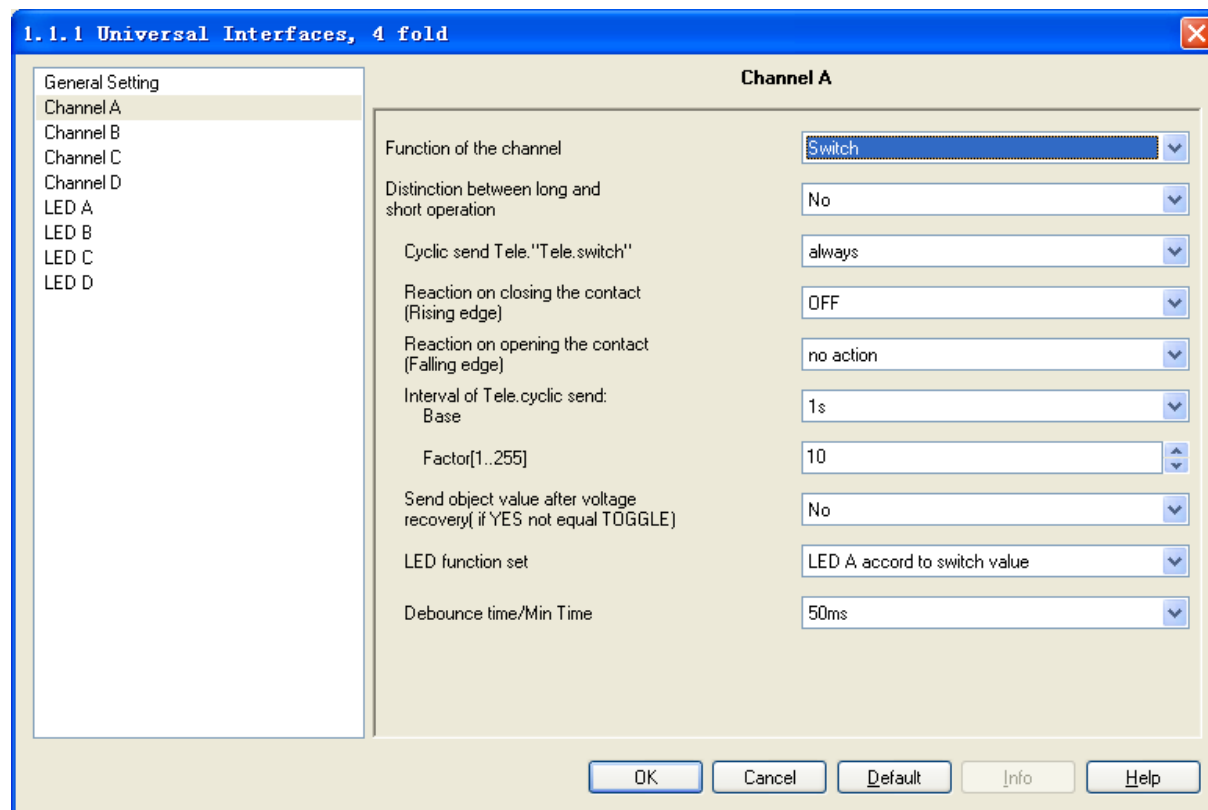 1.1.1 Universal Interfaces, 4 fold
General Setting
Channel A
Channel B
Channel C
Channel D
LED A
LED B
LED C
LED D
Channel A
Function of the channel
Switch
Distinction between long and
short operation
No
Cyclic send Tele."Tele.switch"
always
Reaction on closing the contact
(Rising edge)
OFF
Reaction on opening the contact
(Falling edge)
no action
Interval of Tele.cyclic send:
Base
1s
Factor[1..255]
10
Send object value after voltage
recovery( if YES not equal TOGGLE)
No
LED function set
LED A accord to switch value
Debounce time/Min Time
50ms
OK Cancel Default Info Help